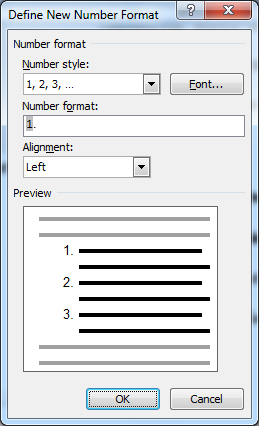 Define New Number Format ?
Number format
Number style:
1, 2, 3, ... Font...
Number format:
1.
Alignment:
Left
Preview
1.
2.
3.
OK Cancel